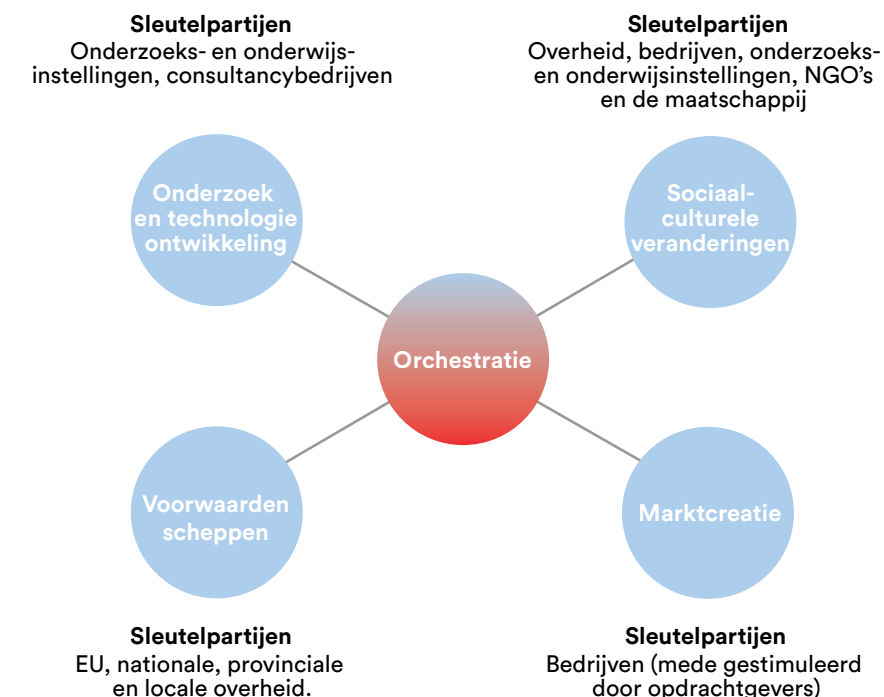 Sleutelpartijen
Onderzoeks- en onderwijs-
instellingen, consultancybedrijven
Sleutelpartijen
Overheid, bedrijven, onderzoeks-
en onderwijsinstellingen, NGO's
en de maatschappij
Onderzoek
en technologie
ontwikkeling
Sociaal-
culturele
veranderingen
Orchestratie
Voorwaarden
scheppen
Marktcreatie
Sleutelpartijen
EU, nationale, provinciale
en locale overheid.
Sleutelpartijen
Bedrijven (mede gestimuleerd
door opdrachtgevers)